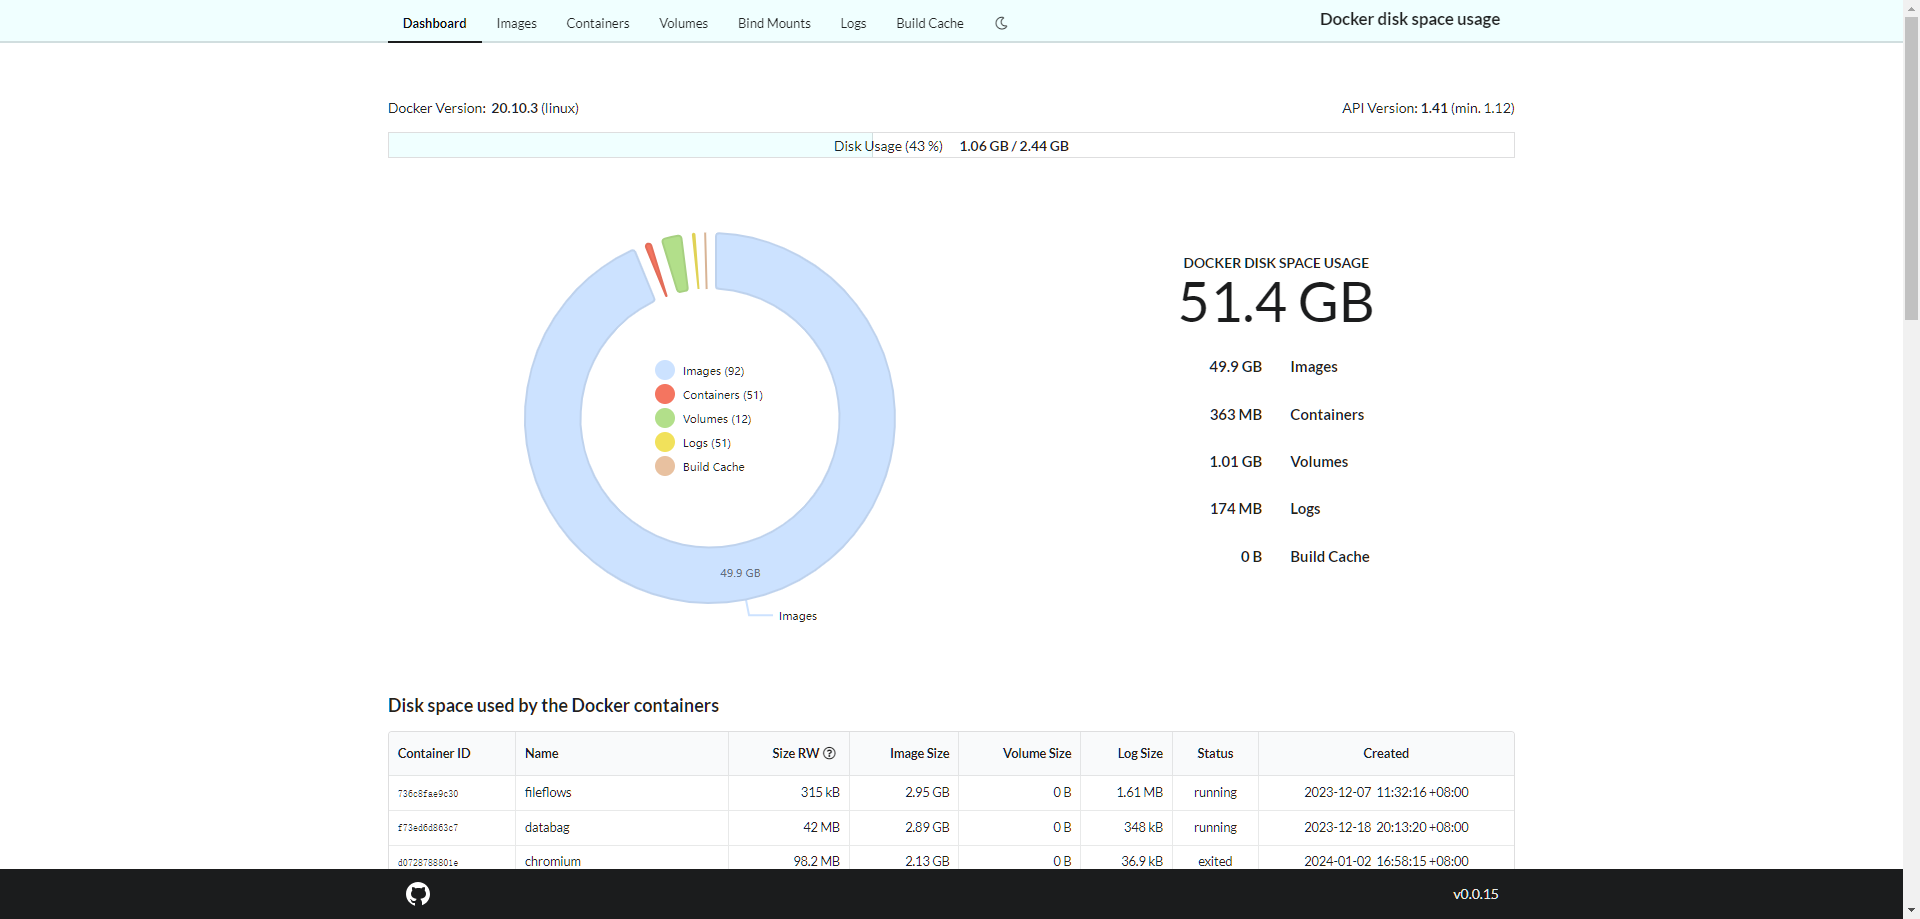 Dashboard Images Containers Volumes Bind Mounts Logs Build Cache Docker disk space usage
Docker Version: 20.10.3 (linux) API Version: 1.41 (min. 1.12)
Disk Usage (43 %) 1.06 GB / 2.44 GB
Images (92)
Containers (51)
Volumes (12)
Logs (51)
Build Cache
49.9 GB
Images
DOCKER DISK SPACE USAGE
51.4 GB
49.9 GB Images
363 MB Containers
1.01 GB Volumes
174 MB Logs
0 B Build Cache
Disk space used by the Docker containers
Container ID Name Size RW Image Size Volume Size Log Size Status Created
736c8fae9c30 fileflows 315 kB 2.95 GB 0 B 1.61 MB running 2023-12-07 11:32:16 +08:00
f73ed6d863c7 databag 42 MB 2.89 GB 0 B 348 kB running 2023-12-18 20:13:20 +08:00
d0728788801e chromium 98.2 MB 2.13 GB 0 B 36.9 kB exited 2024-01-02 16:58:15 +08:00
v0.0.15